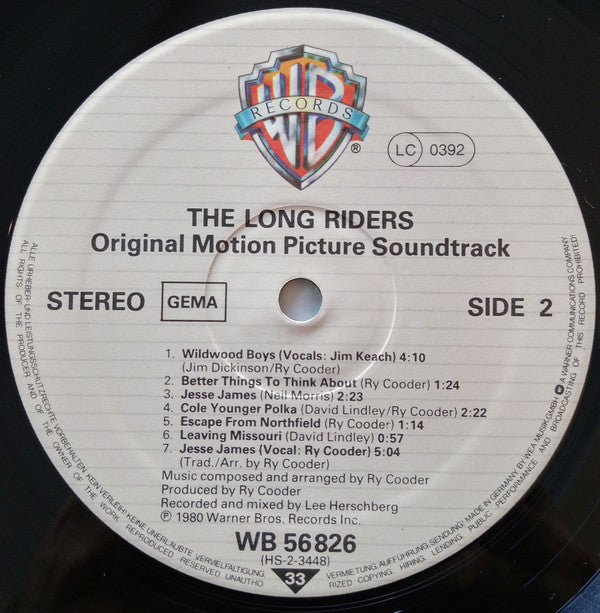 WB
RECORDS
®
LC 0392
THE LONG RIDERS
Original Motion Picture Soundtrack
STEREO GEMA SIDE 2
1. Wildwood Boys (Vocals: Jim Keach) 4:10
(Jim Dickinson/Ry Cooder)
2. Better Things To Think About (Ry Cooder) 1:24
3. Jesse James (Neil Morris) 2:23
4. Cole Younger Polka (David Lindley/Ry Cooder) 2:22
5. Escape From Northfield (Ry Cooder) 1:14
6. Leaving Missouri (David Lindley) 0:57
7. Jesse James (Vocal: Ry Cooder) 5:04
(Trad./Arr. by Ry Cooder)
Music composed and arranged by Ry Cooder
Produced by Ry Cooder
Recorded and mixed by Lee Herschberg
℗ 1980 Warner Bros. Records Inc.
WB 56 826
(HS-2-3448)
33
ALLE URHEBER- UND LEISTUNGSSCHUTZRECHTE VORBEHALTEN. KEIN VERLEIH! KEINE UNERLAUBTE VERVIELFÄLTIGUNG,
VERMIETUNG, AUFFÜHRUNG, SENDUNG! MADE IN GERMANY BY WEA MUSIK GMBH A WARNER COMMUNICATIONS COMPANY
ALL RIGHTS OF THE PRODUCER AND OF THE OWNER OF THE WORK REPRODUCED RESERVED UNAUTHO
RIZED COPYING, HIRING, LENDING, PUBLIC PERFORMANCE AND BROADCASTING OF THIS RECORD PROHIBITED!